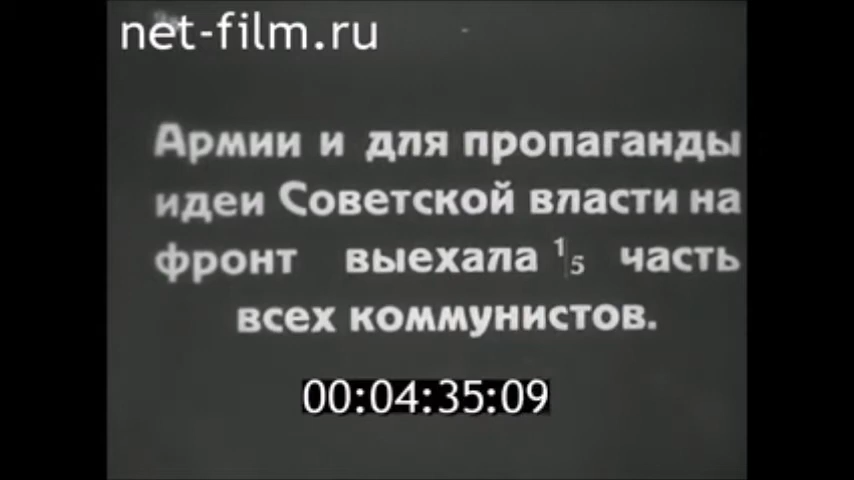 net-film.ru
Армии и для пропаганды
идеи Советской власти на
фронт выехала 1/5 часть
всех коммунистов.
00:04:35:09